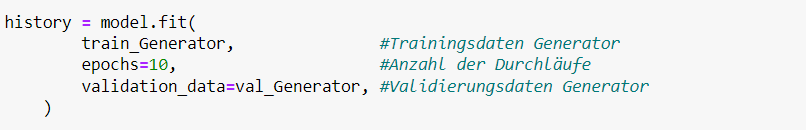 history = model.fit(
train_Generator, #Trainingsdaten Generator
epochs=10, #Anzahl der Durchläufe
validation_data=val_Generator, #Validierungsdaten Generator
)